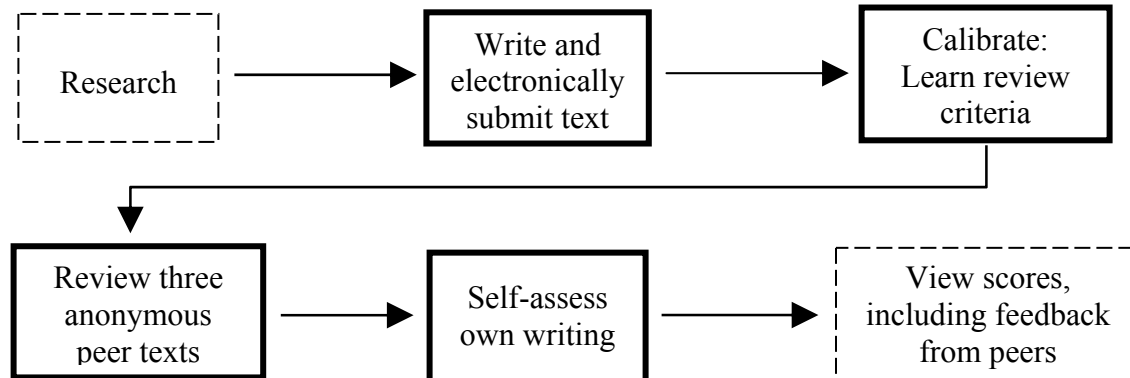 Research
Write and
electronically
submit text
Calibrate:
Learn review
criteria
Review three
anonymous
peer texts
Self-assess
own writing
View scores,
including feedback
from peers